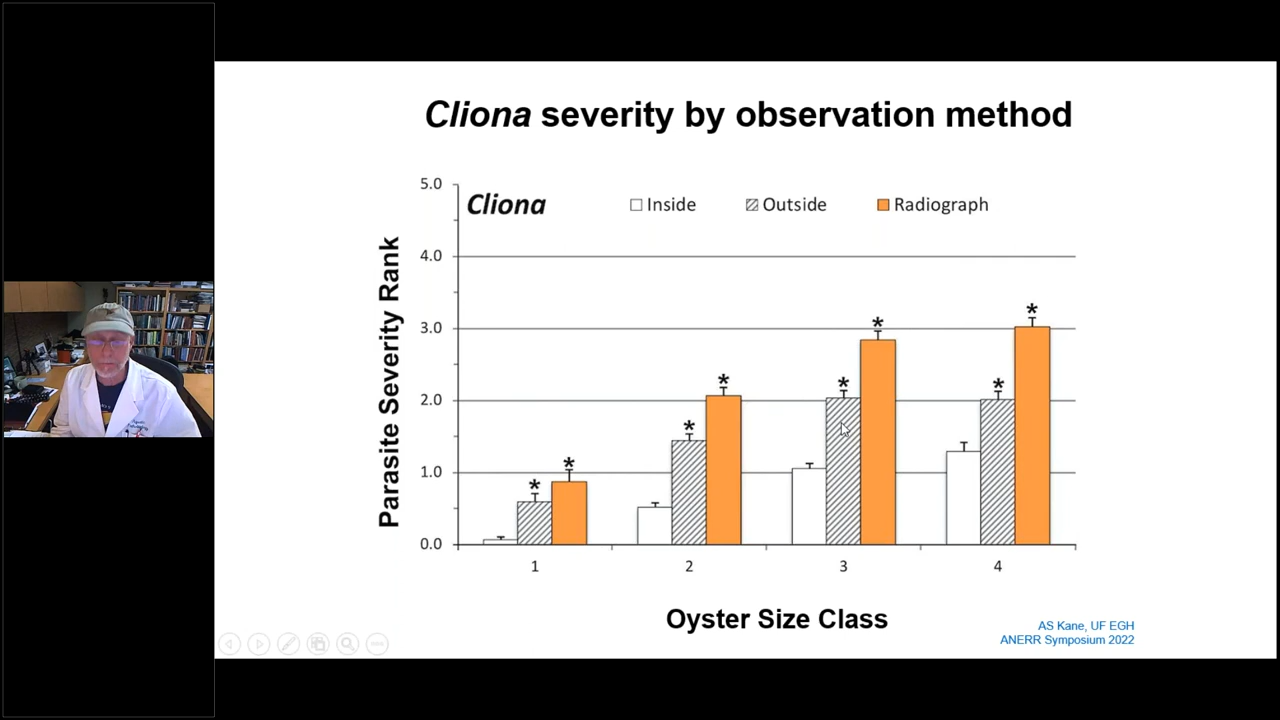 Cliona severity by observation method
Cliona
Inside
Outside
Radiograph
Parasite Severity Rank
5.0
4.0
3.0
2.0
1.0
0.0
*
*
*
*
*
*
*
*
1
2
3
4
Oyster Size Class
AS Kane, UF EGH
ANERR Symposium 2022